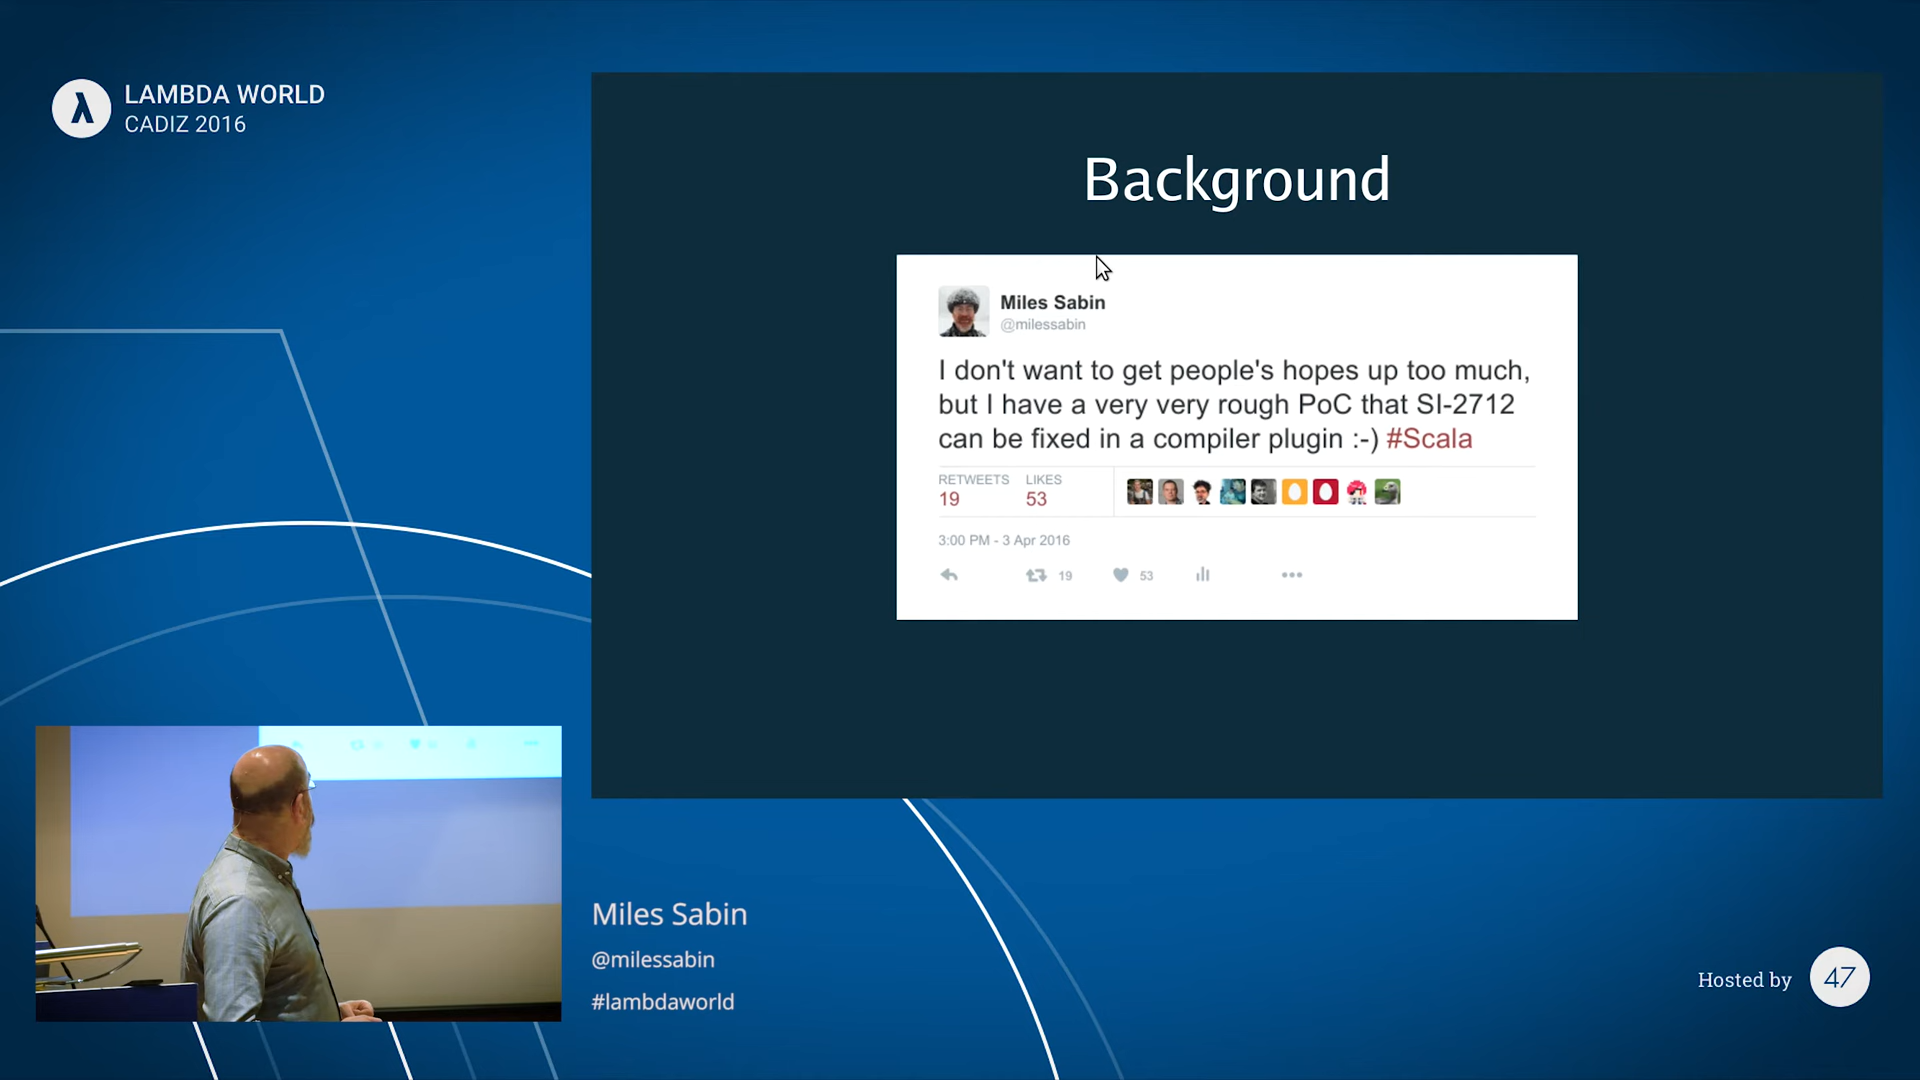 LAMBDA WORLD
CADIZ 2016
Background
Miles Sabin
@milessabin
I don't want to get people's hopes up too much,
but I have a very very rough PoC that SI-2712
can be fixed in a compiler plugin :-) #Scala
RETWEETS LIKES
19 53
3:00 PM - 3 Apr 2016
19 53
Miles Sabin
@milessabin
#lambdaworld
Hosted by 47